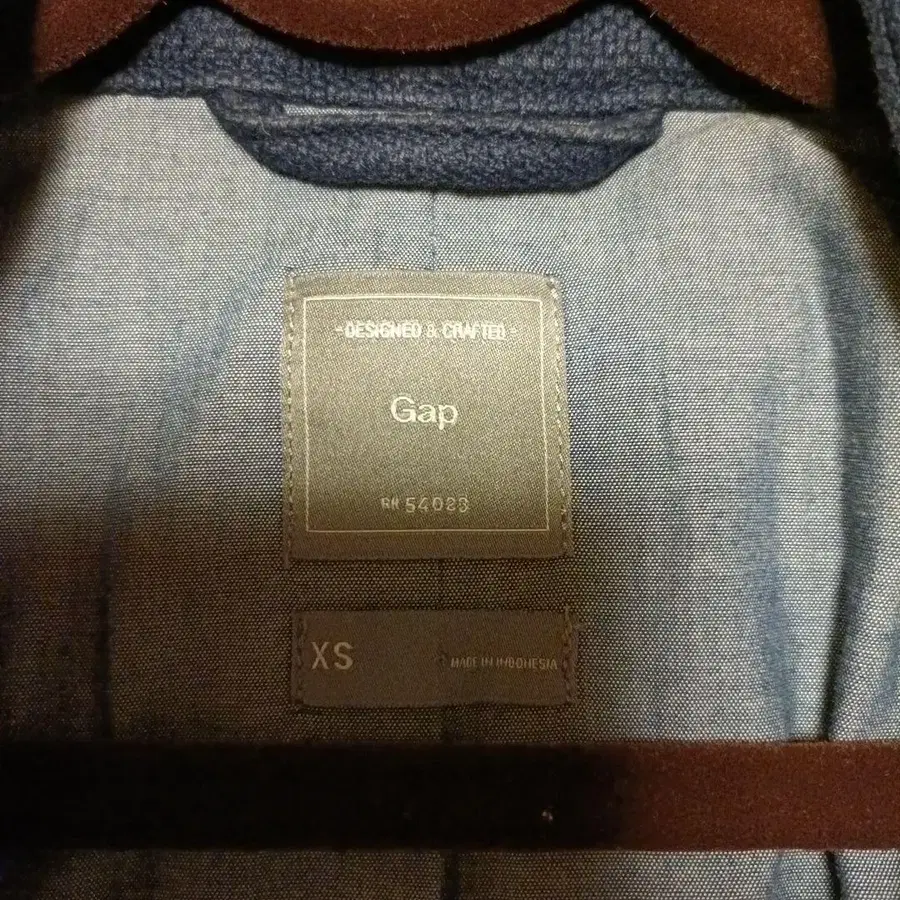 -DESIGNED & CRAFTED-
Gap
RN 54023
XS
MADE IN INDONESIA